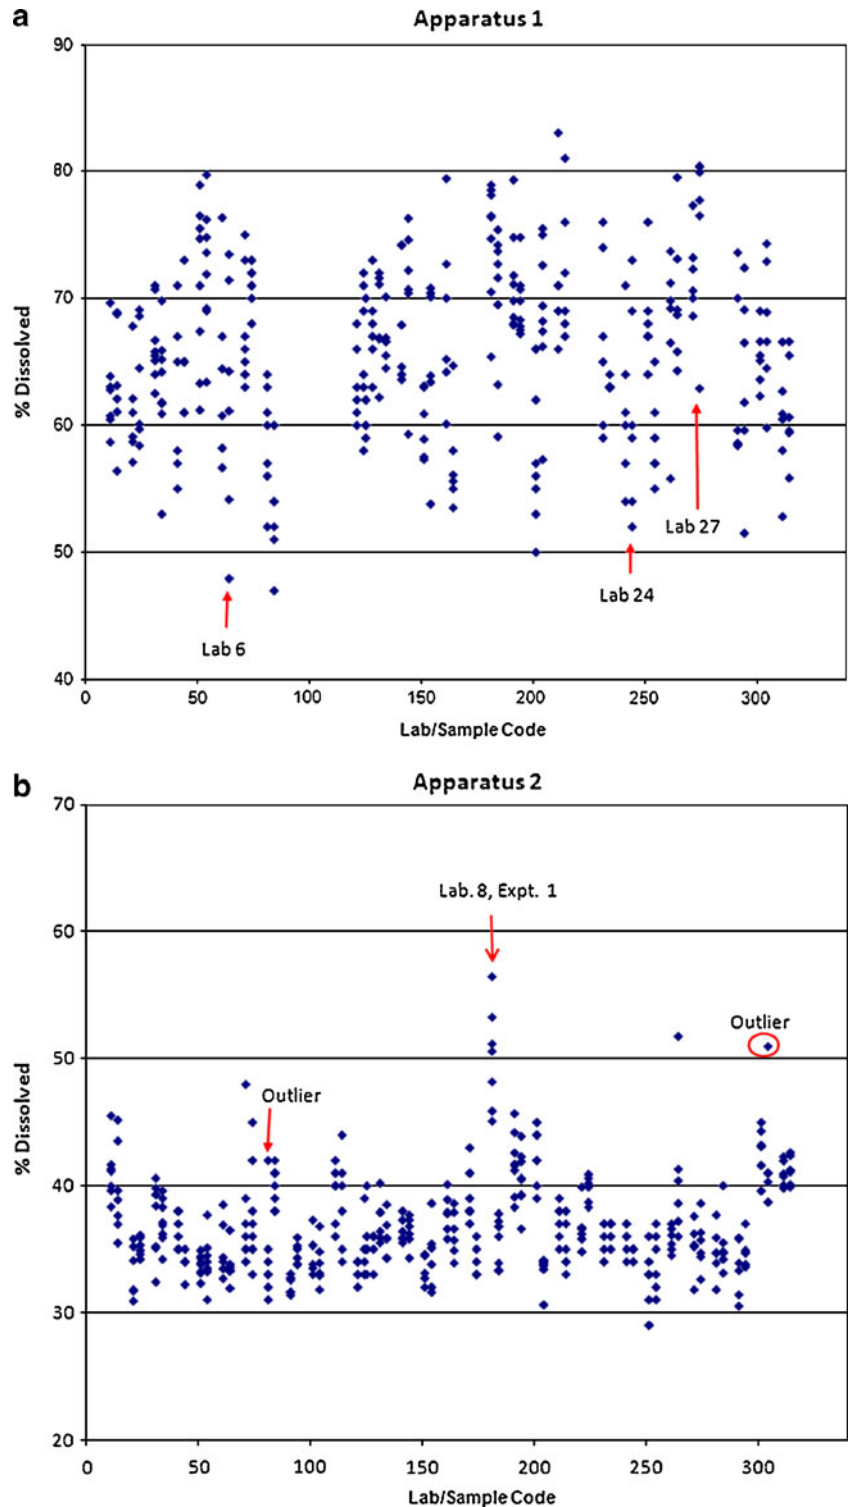 a
Apparatus 1
90
80
70
60
50
40
% Dissolved
Lab 6
Lab 24
Lab 27
0 50 100 150 200 250 300
Lab/Sample Code
b
Apparatus 2
70
60
50
40
30
20
% Dissolved
Lab. 8, Expt. 1
Outlier
Outlier
0 50 100 150 200 250 300
Lab/Sample Code